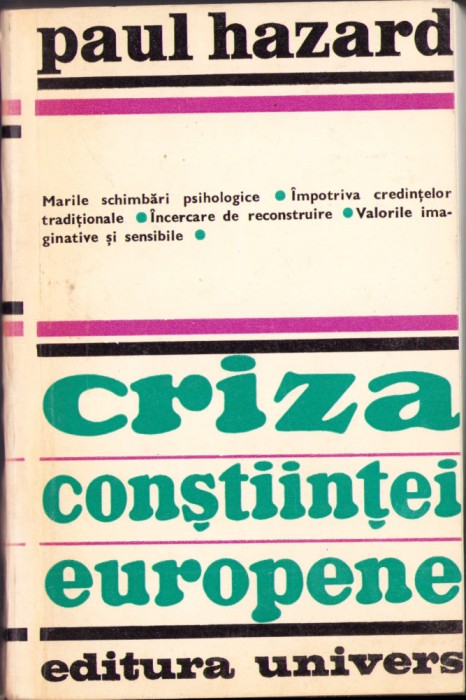 paul hazard
Marile schimbări psihologice ● Împotriva credințelor
tradiționale ● Încercare de reconstruire ● Valorile ima-
ginative și sensibile ●
criza
conștiinței
europene
editura univers